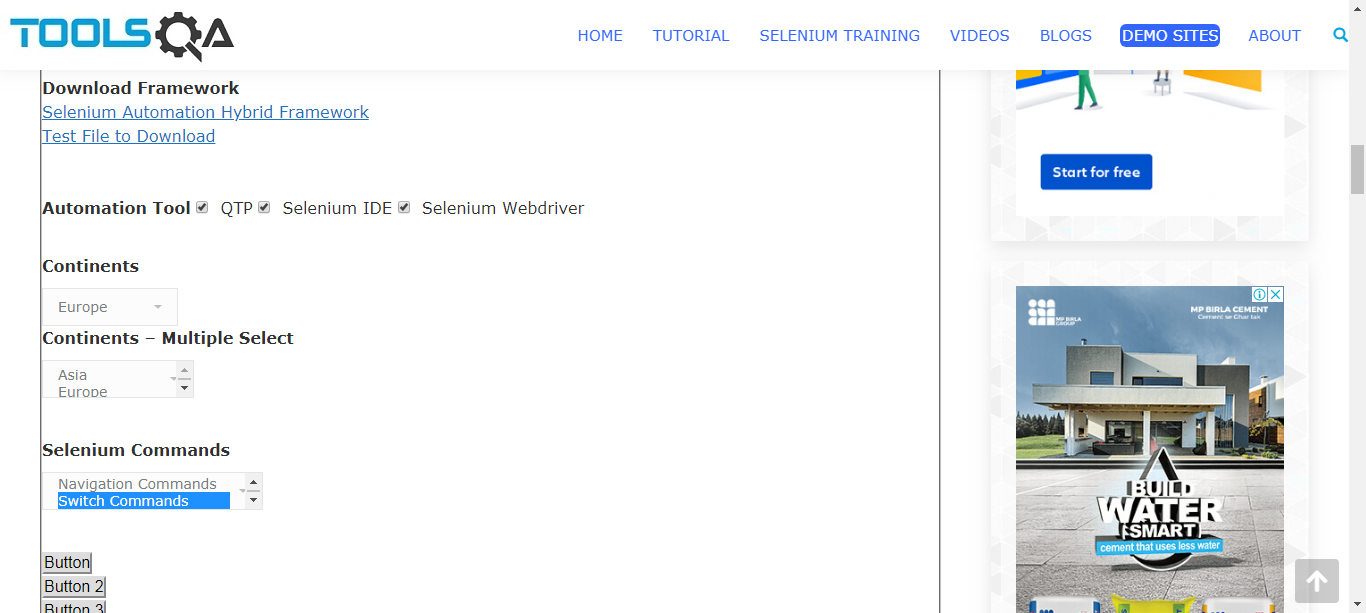 TOOLSQA
HOME TUTORIAL SELENIUM TRAINING VIDEOS BLOGS DEMO SITES ABOUT
Download Framework
Selenium Automation Hybrid Framework
Test File to Download
Automation Tool QTP Selenium IDE Selenium Webdriver
Continents
Europe
Continents – Multiple Select
Asia
Europe
Selenium Commands
Navigation Commands
Switch Commands
Button
Button 2
Button 3
Start for free
MP BIRLA GROUP
MP BIRLA CEMENT
Cement se Ghar tak
BUILD
WATER
SMART
cement that uses less water